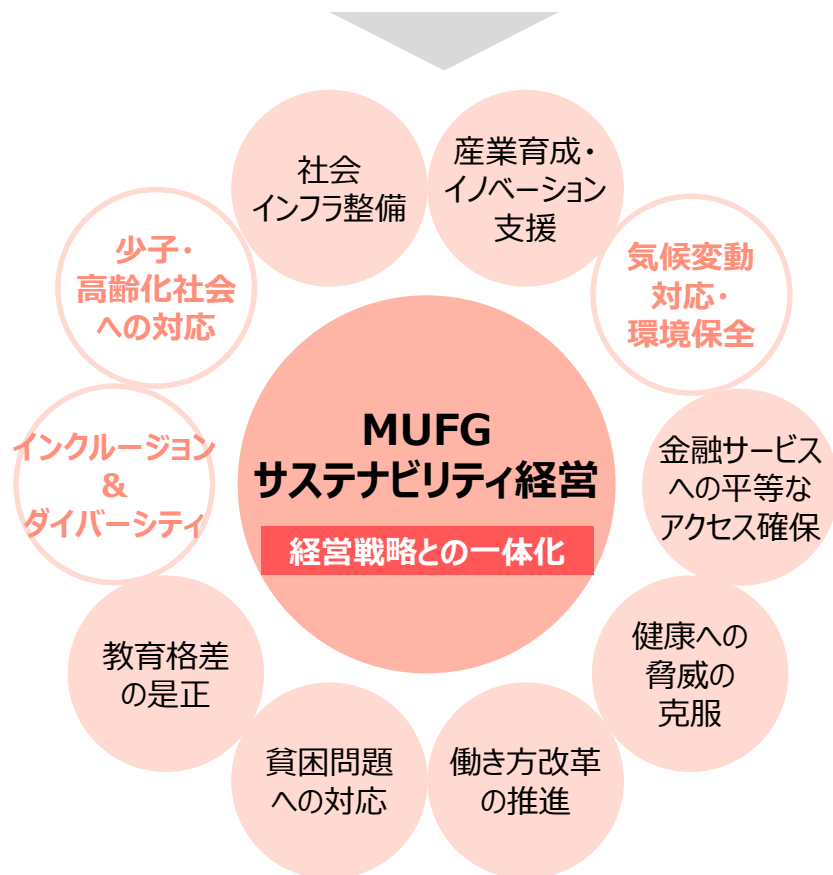 社会
インフラ整備
産業育成・
イノベーション
支援
少子・
高齢化社会
への対応
気候変動
対応・
環境保全
MUFG
サステナビリティ経営
経営戦略との一体化
インクルージョン
&
ダイバーシティ
金融サービス
への平等な
アクセス確保
教育格差
の是正
健康への
脅威の
克服
貧困問題
への対応
働き方改革
の推進